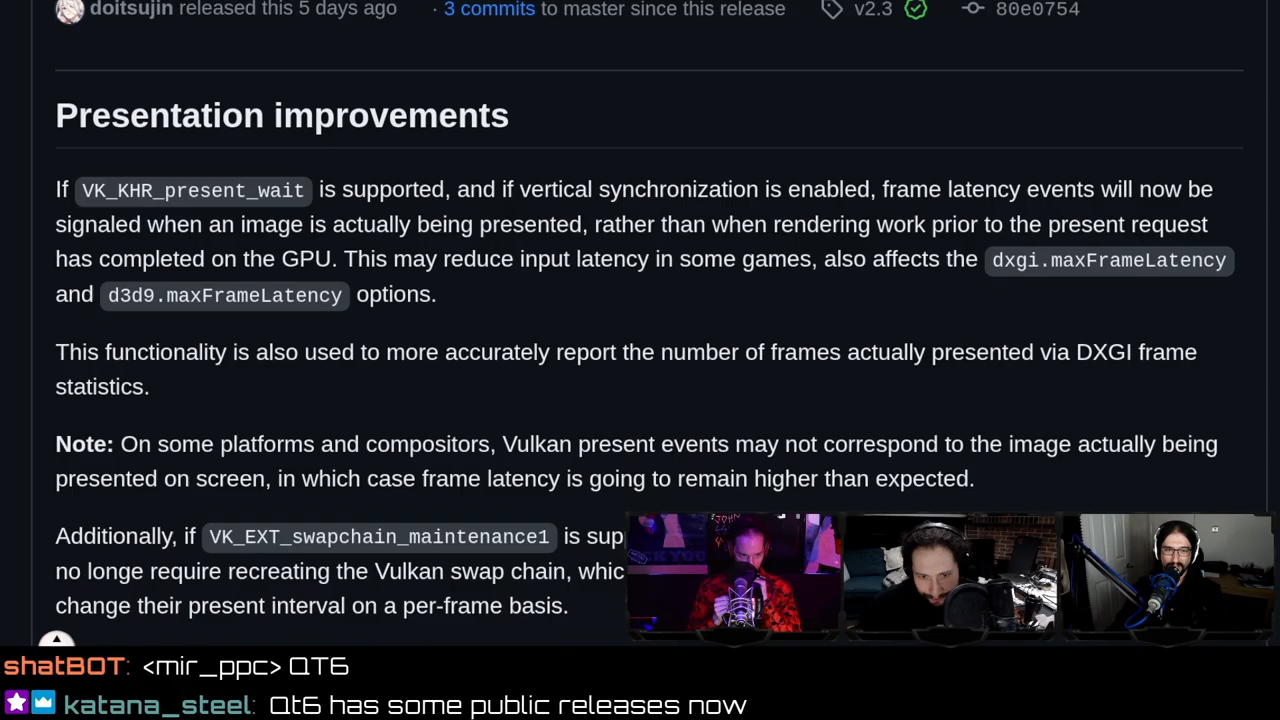 doitsujin released this 5 days ago · 3 commits to master since this release v2.3 80e0754
Presentation improvements
If VK_KHR_present_wait is supported, and if vertical synchronization is enabled, frame latency events will now be
signaled when an image is actually being presented, rather than when rendering work prior to the present request
has completed on the GPU. This may reduce input latency in some games, also affects the dxgi.maxFrameLatency
and d3d9.maxFrameLatency options.
This functionality is also used to more accurately report the number of frames actually presented via DXGI frame
statistics.
Note: On some platforms and compositors, Vulkan present events may not correspond to the image actually being
presented on screen, in which case frame latency is going to remain higher than expected.
Additionally, if VK_EXT_swapchain_maintenance1 is sup
no longe require recreating the Vulkan swap chain, whic
change their present interval on a per-frame basis.
shatBOT: <mir_ppc> QT6
katana_steel: Qt6 has some public releases now